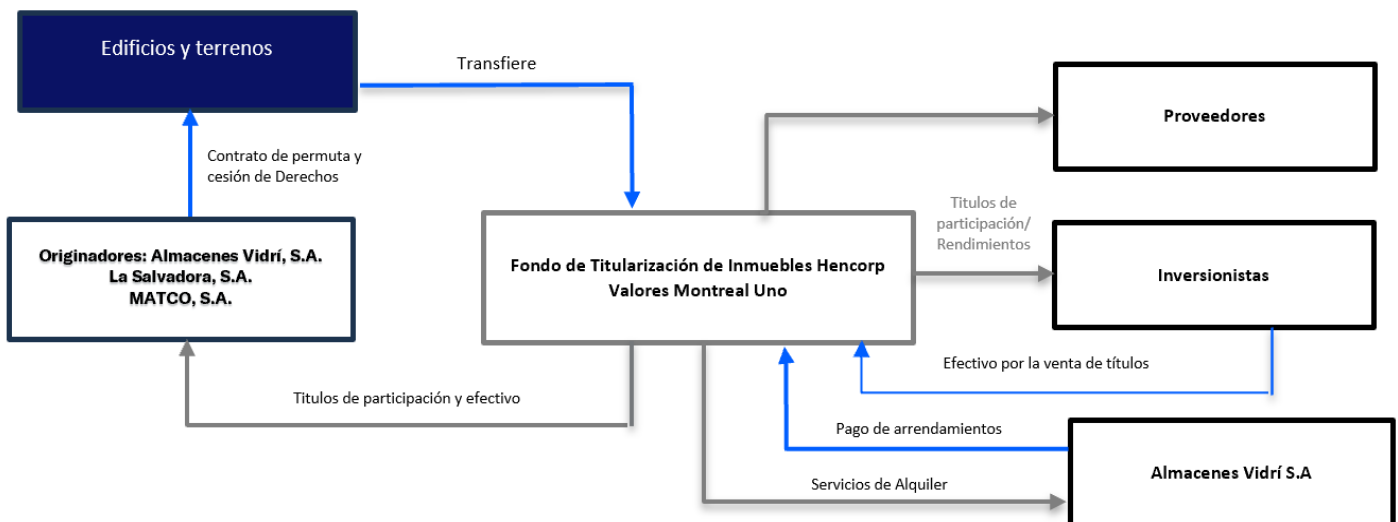 Edificios y terrenos
Transfiere
Contrato de permuta y
cesión de Derechos
Proveedores
Originadores: Almacenes Vidrí, S.A.
La Salvadora, S.A.
MATCO, S.A.
Fondo de Titularización de Inmuebles Hencorp
Valores Montreal Uno
Titulos de
participación/
Rendimientos
Inversionistas
Efectivo por la venta de títulos
Titulos de participación y efectivo
Pago de arrendamientos
Servicios de Alquiler
Almacenes Vidrí S.A